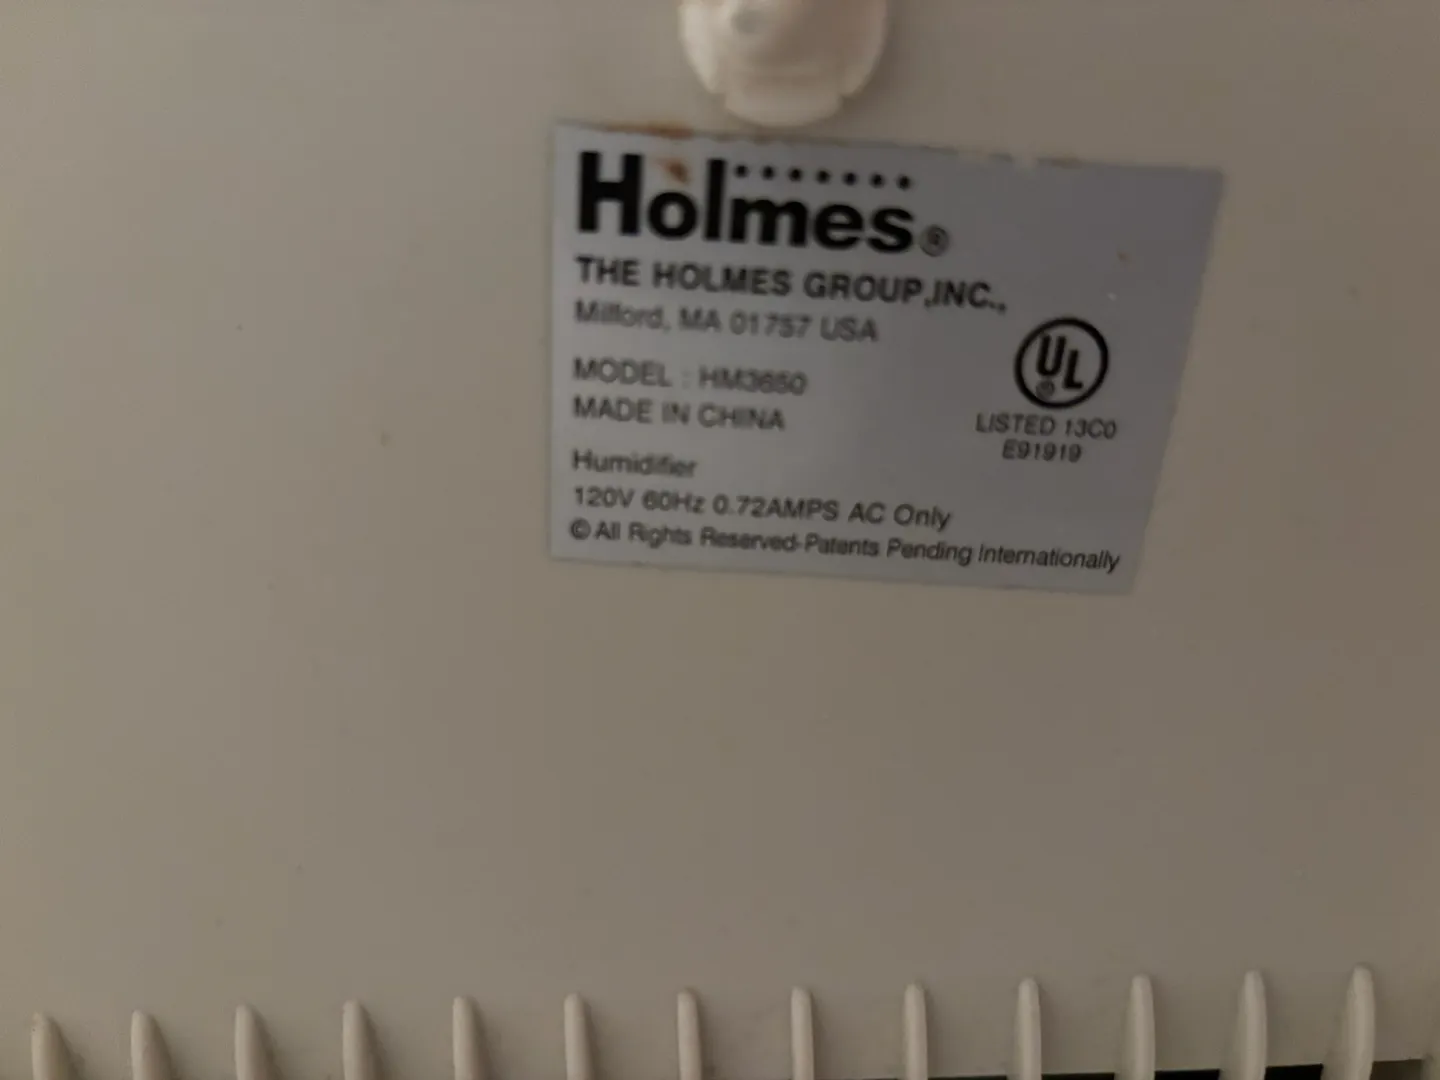 Holmes®
THE HOLMES GROUP,INC.,
Milford, MA 01757 USA
MODEL : HM3650
MADE IN CHINA
UL®
LISTED 13C0
E91919
Humidifier
120V 60Hz 0.72AMPS AC Only
© All Rights Reserved-Patents Pending Internationally